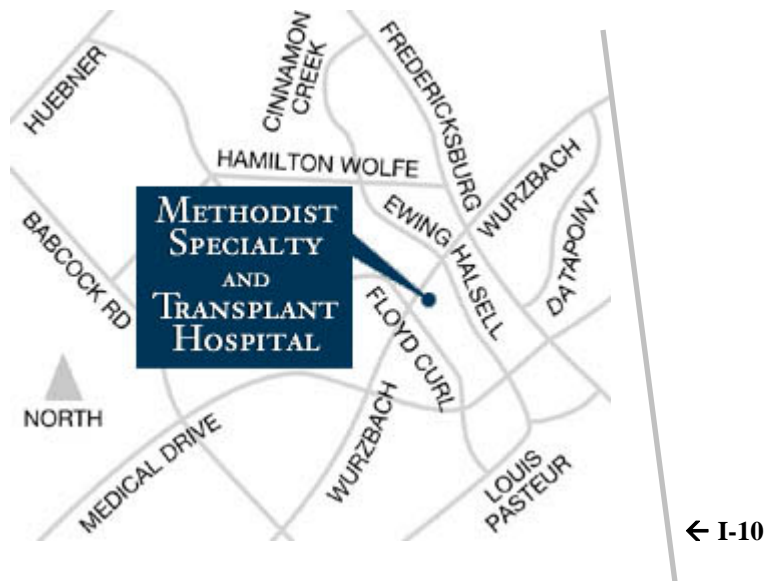 HUEBNER
CINNAMON
CREEK
FREDERICKSBURG
HAMILTON WOLFE
WURZBACH
EWING HALSELL
DATAPOINT
BABCOCK RD
METHODIST
SPECIALTY
AND
TRANSPLANT
HOSPITAL
FLOYD CURL
NORTH
MEDICAL DRIVE
WURZBACH
LOUIS
PASTEUR
← I-10